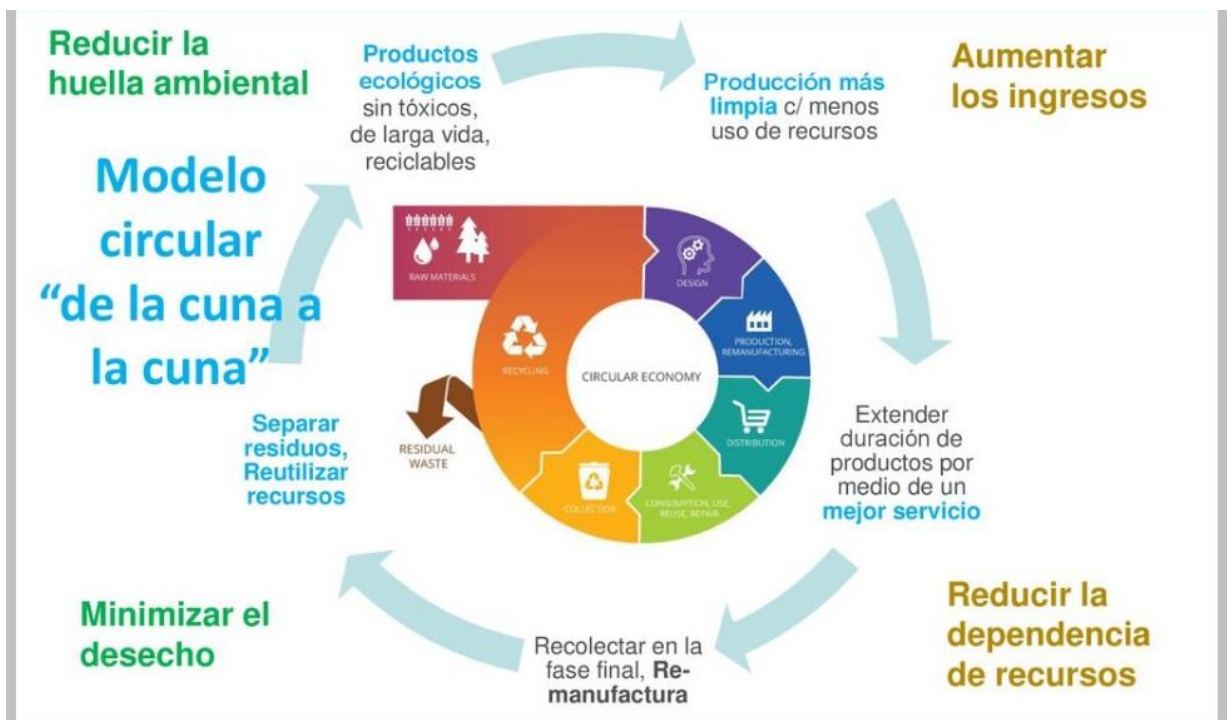 Reducir la
huella ambiental
Productos
ecológicos
sin tóxicos,
de larga vida,
reciclables
Producción más
limpia c/ menos
uso de recursos
Aumentar
los ingresos
Modelo
circular
“de la cuna a
la cuna”
RAW MATERIALS
DESIGN
PRODUCTION,
REMANUFACTURING
RECYCLING
CIRCULAR ECONOMY
DISTRIBUTION
RESIDUAL
WASTE
COLLECTION
CONSUMPTION, USE,
REUSE, REPAIR
Separar
residuos,
Reutilizar
recursos
Extender
duración de
productos por
medio de un
mejor servicio
Minimizar el
desecho
Recolectar en la
fase final, Re-
manufactura
Reducir la
dependencia
de recursos